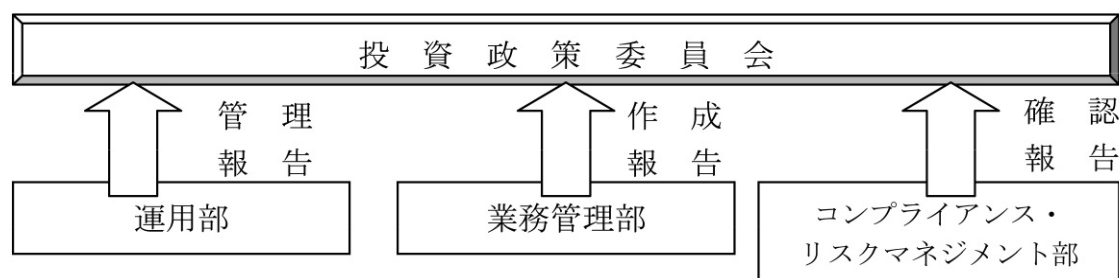 投資政策委員会
管理
報告
作成
報告
確認
報告
運用部
業務管理部
コンプライアンス・
リスクマネジメント部